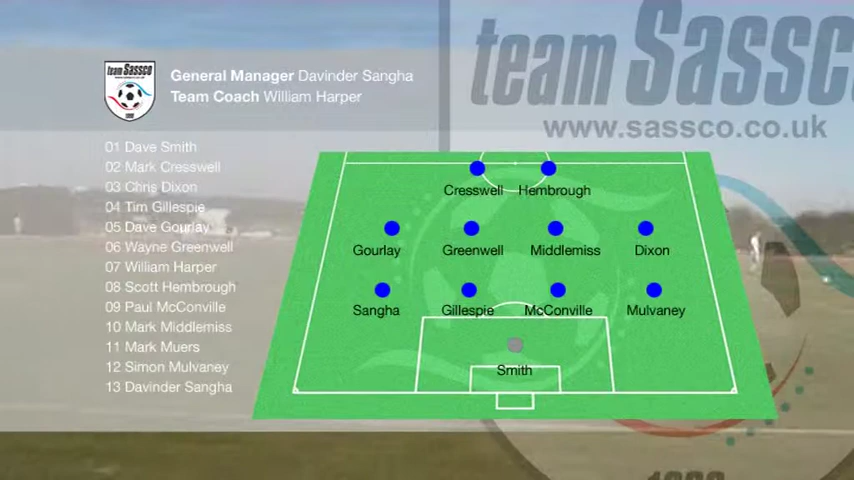 team Sassco
www.sassco.co.uk
team Sassco
General Manager Davinder Sangha
Team Coach William Harper
01 Dave Smith
02 Mark Cresswell
03 Chris Dixon
04 Tim Gillespie
05 Dave Gourlay
06 Wayne Greenwell
07 William Harper
08 Scott Hembrough
09 Paul McConville
10 Mark Middlemiss
11 Mark Muers
12 Simon Mulvaney
13 Davinder Sangha
Cresswell Hembrough
Gourlay Greenwell Middlemiss Dixon
Sangha Gillespie McConville Mulvaney
Smith